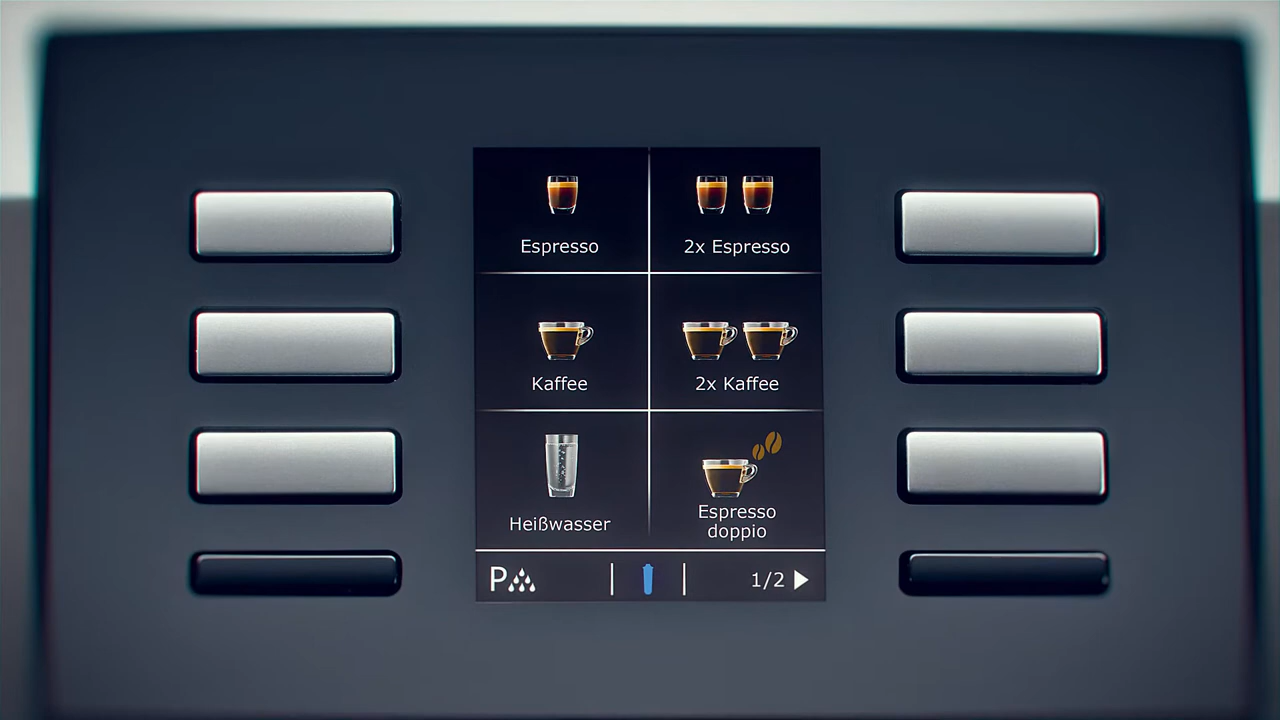 Espresso
2x Espresso
Kaffee
2x Kaffee
Heißwasser
Espresso
doppio
P
1/2